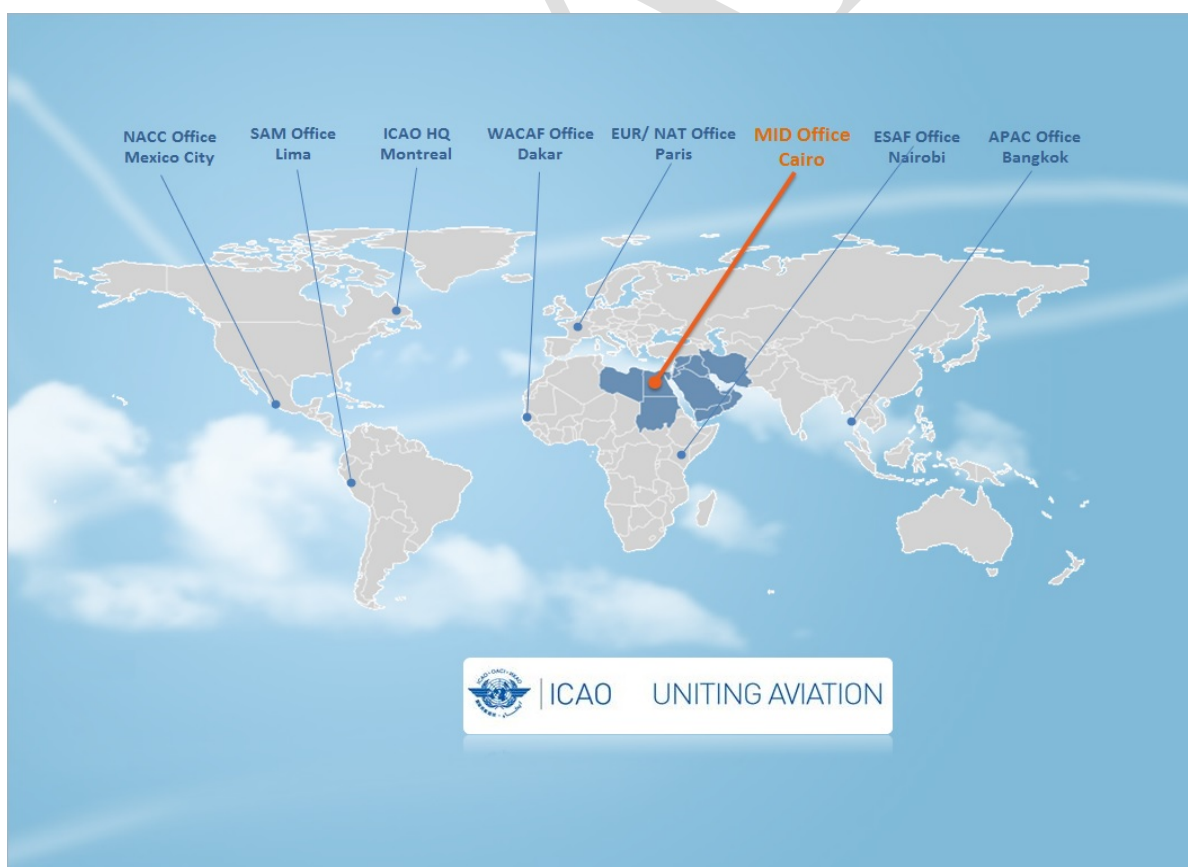 NACC Office
Mexico City
SAM Office
Lima
ICAO HQ
Montreal
WACAF Office
Dakar
EUR/ NAT Office
Paris
MID Office
Cairo
ESAF Office
Nairobi
APAC Office
Bangkok
ICAO UNITING AVIATION